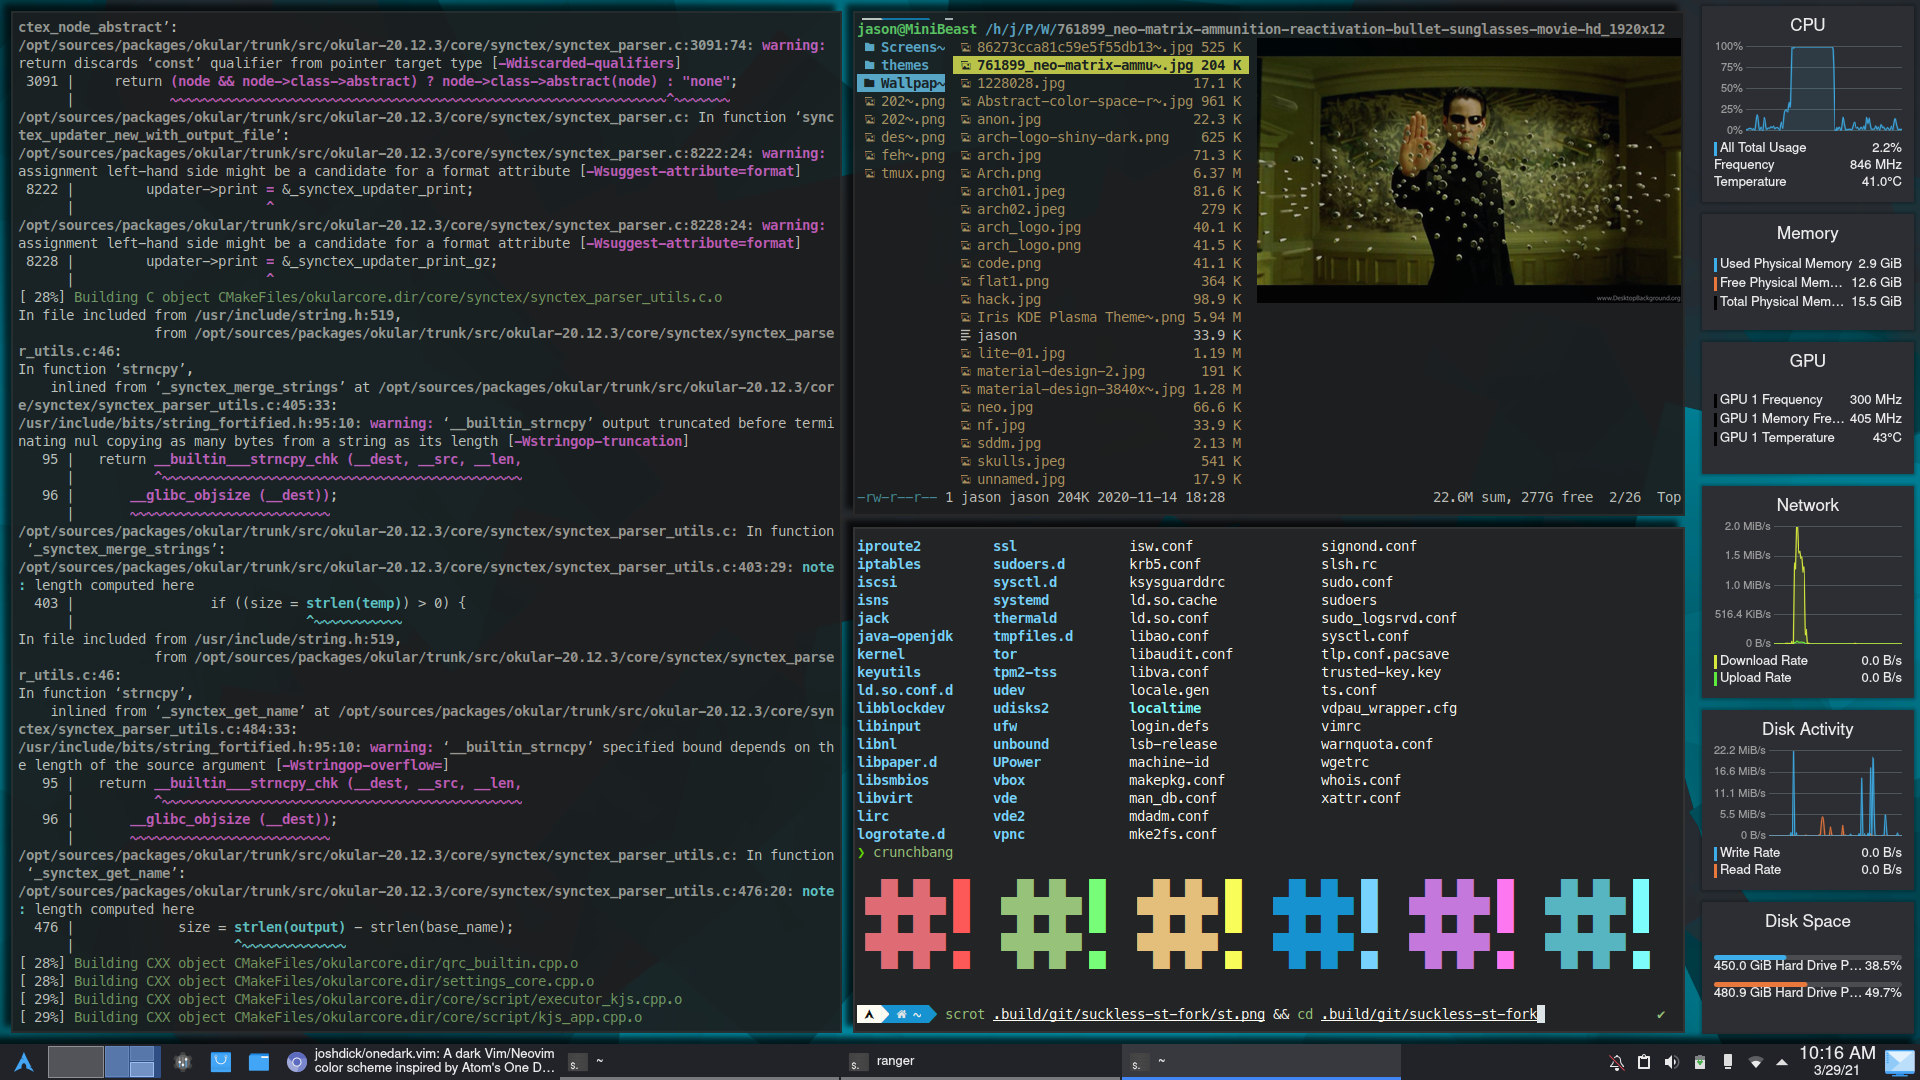 ctex_node_abstract’:
/opt/sources/packages/okular/trunk/src/okular-20.12.3/core/synctex/synctex_parser.c:3091:74: warning:
return discards ‘const’ qualifier from pointer target type [-Wdiscarded-qualifiers]
3091 |     return (node && node->class->abstract) ? node->class->abstract(node) : "none";
|            ~~~~~~~~~~~~~~~~~~~~~~~~~~~~~~~~~~~~~~~~~~~~~~~~~~~~~~~~~~~~~~^~~~~~~~
/opt/sources/packages/okular/trunk/src/okular-20.12.3/core/synctex/synctex_parser.c: In function ‘sync
tex_updater_new_with_output_file’:
/opt/sources/packages/okular/trunk/src/okular-20.12.3/core/synctex/synctex_parser.c:8222:24: warning:
assignment left-hand side might be a candidate for a format attribute [-Wsuggest-attribute=format]
8222 |         updater->print = &_synctex_updater_print;
|                        ^
/opt/sources/packages/okular/trunk/src/okular-20.12.3/core/synctex/synctex_parser.c:8228:24: warning:
assignment left-hand side might be a candidate for a format attribute [-Wsuggest-attribute=format]
8228 |         updater->print = &_synctex_updater_print_gz;
|                        ^
[ 28%] Building C object CMakeFiles/okularcore.dir/core/synctex/synctex_parser_utils.c.o
In file included from /usr/include/string.h:519,
from /opt/sources/packages/okular/trunk/src/okular-20.12.3/core/synctex/synctex_parse
r_utils.c:46:
In function ‘strncpy’,
inlined from ‘_synctex_merge_strings’ at /opt/sources/packages/okular/trunk/src/okular-20.12.3/cor
e/synctex/synctex_parser_utils.c:405:33:
/usr/include/bits/string_fortified.h:95:10: warning: ‘__builtin_strncpy’ output truncated before termi
nating nul copying as many bytes from a string as its length [-Wstringop-truncation]
95 |   return __builtin___strncpy_chk (__dest, __src, __len,
|          ^~~~~~~~~~~~~~~~~~~~~~~~~~~~~~~~~~~~~~~~~~~~~~
96 |       __glibc_objsize (__dest));
|       ~~~~~~~~~~~~~~~~~~~~~~~~~
/opt/sources/packages/okular/trunk/src/okular-20.12.3/core/synctex/synctex_parser_utils.c: In function
‘_synctex_merge_strings’:
/opt/sources/packages/okular/trunk/src/okular-20.12.3/core/synctex/synctex_parser_utils.c:403:29: note
: length computed here
403 |                 if ((size = strlen(temp)) > 0) {
|                             ^~~~~~~~~~~~
In file included from /usr/include/string.h:519,
from /opt/sources/packages/okular/trunk/src/okular-20.12.3/core/synctex/synctex_parse
r_utils.c:46:
In function ‘strncpy’,
inlined from ‘_synctex_get_name’ at /opt/sources/packages/okular/trunk/src/okular-20.12.3/core/syn
ctex/synctex_parser_utils.c:484:33:
/usr/include/bits/string_fortified.h:95:10: warning: ‘__builtin_strncpy’ specified bound depends on th
e length of the source argument [-Wstringop-overflow=]
95 |   return __builtin___strncpy_chk (__dest, __src, __len,
|          ^~~~~~~~~~~~~~~~~~~~~~~~~~~~~~~~~~~~~~~~~~~~~~
96 |       __glibc_objsize (__dest));
|       ~~~~~~~~~~~~~~~~~~~~~~~~~
/opt/sources/packages/okular/trunk/src/okular-20.12.3/core/synctex/synctex_parser_utils.c: In function
‘_synctex_get_name’:
/opt/sources/packages/okular/trunk/src/okular-20.12.3/core/synctex/synctex_parser_utils.c:476:20: note
: length computed here
476 |             size = strlen(output) - strlen(base_name);
|                    ^~~~~~~~~~~~~~
[ 28%] Building CXX object CMakeFiles/okularcore.dir/qrc_builtin.cpp.o
[ 28%] Building CXX object CMakeFiles/okularcore.dir/settings_core.cpp.o
[ 29%] Building CXX object CMakeFiles/okularcore.dir/core/script/executor_kjs.cpp.o
[ 29%] Building CXX object CMakeFiles/okularcore.dir/core/script/kjs_app.cpp.o
jason@MiniBeast /h/j/P/W/761899_neo-matrix-ammunition-reactivation-bullet-sunglasses-movie-hd_1920x12
Screens~ 86273cca81c59e5f55db13~.jpg 525 K
themes 761899_neo-matrix-ammu~.jpg 204 K
Wallpap~ 1228028.jpg 17.1 K
202~.png Abstract-color-space-r~.jpg 961 K
202~.png anon.jpg 22.3 K
des~.png arch-logo-shiny-dark.png 625 K
feh~.png arch.jpg 71.3 K
tmux.png Arch.png 6.37 M
arch01.jpeg 81.6 K
arch02.jpeg 279 K
arch_logo.jpg 40.1 K
arch_logo.png 41.5 K
code.png 41.1 K
flat1.png 364 K
hack.jpg 98.9 K
Iris KDE Plasma Theme~.png 5.94 M
jason 33.9 K
lite-01.jpg 1.19 M
material-design-2.jpg 191 K
material-design-3840x~.jpg 1.28 M
neo.jpg 66.6 K
nf.jpg 33.9 K
sddm.jpg 2.13 M
skulls.jpeg 541 K
unnamed.jpg 17.9 K
www.DesktopBackground.org
-rw-r--r-- 1 jason jason 204K 2020-11-14 18:28 22.6M sum, 277G free 2/26 Top
iproute2 ssl isw.conf signond.conf
iptables sudoers.d krb5.conf slsh.rc
iscsi sysctl.d ksysguarddrc sudo.conf
isns systemd ld.so.cache sudoers
jack thermald ld.so.conf sudo_logsrvd.conf
java-openjdk tmpfiles.d libao.conf sysctl.conf
kernel tor libaudit.conf tlp.conf.pacsave
keyutils tpm2-tss libva.conf trusted-key.key
ld.so.conf.d udev locale.gen ts.conf
libblockdev udisks2 localtime vdpau_wrapper.cfg
libinput ufw login.defs vimrc
libnl unbound lsb-release warnquota.conf
libpaper.d UPower machine-id wgetrc
libsmbios vbox makepkg.conf whois.conf
libvirt vde man_db.conf xattr.conf
lirc vde2 mdadm.conf
logrotate.d vpnc mke2fs.conf
❯ crunchbang
#! #! #! #! #! #!
~ scrot .build/git/suckless-st-fork/st.png && cd .build/git/suckless-st-fork ✔
CPU
100%
75%
50%
25%
0%
All Total Usage 2.2%
Frequency 846 MHz
Temperature 41.0°C
Memory
Used Physical Memory 2.9 GiB
Free Physical Mem... 12.6 GiB
Total Physical Mem... 15.5 GiB
GPU
GPU 1 Frequency 300 MHz
GPU 1 Memory Fre... 405 MHz
GPU 1 Temperature 43°C
Network
2.0 MiB/s
1.5 MiB/s
1.0 MiB/s
516.4 KiB/s
0 B/s
Download Rate 0.0 B/s
Upload Rate 0.0 B/s
Disk Activity
22.2 MiB/s
16.6 MiB/s
11.1 MiB/s
5.5 MiB/s
0 B/s
Write Rate 0.0 B/s
Read Rate 0.0 B/s
Disk Space
450.0 GiB Hard Drive P... 38.5%
480.9 GiB Hard Drive P... 49.7%
joshdick/onedark.vim: A dark Vim/Neovim
color scheme inspired by Atom's One D...
$. ~
$. ranger
$. ~
10:16 AM
3/29/21